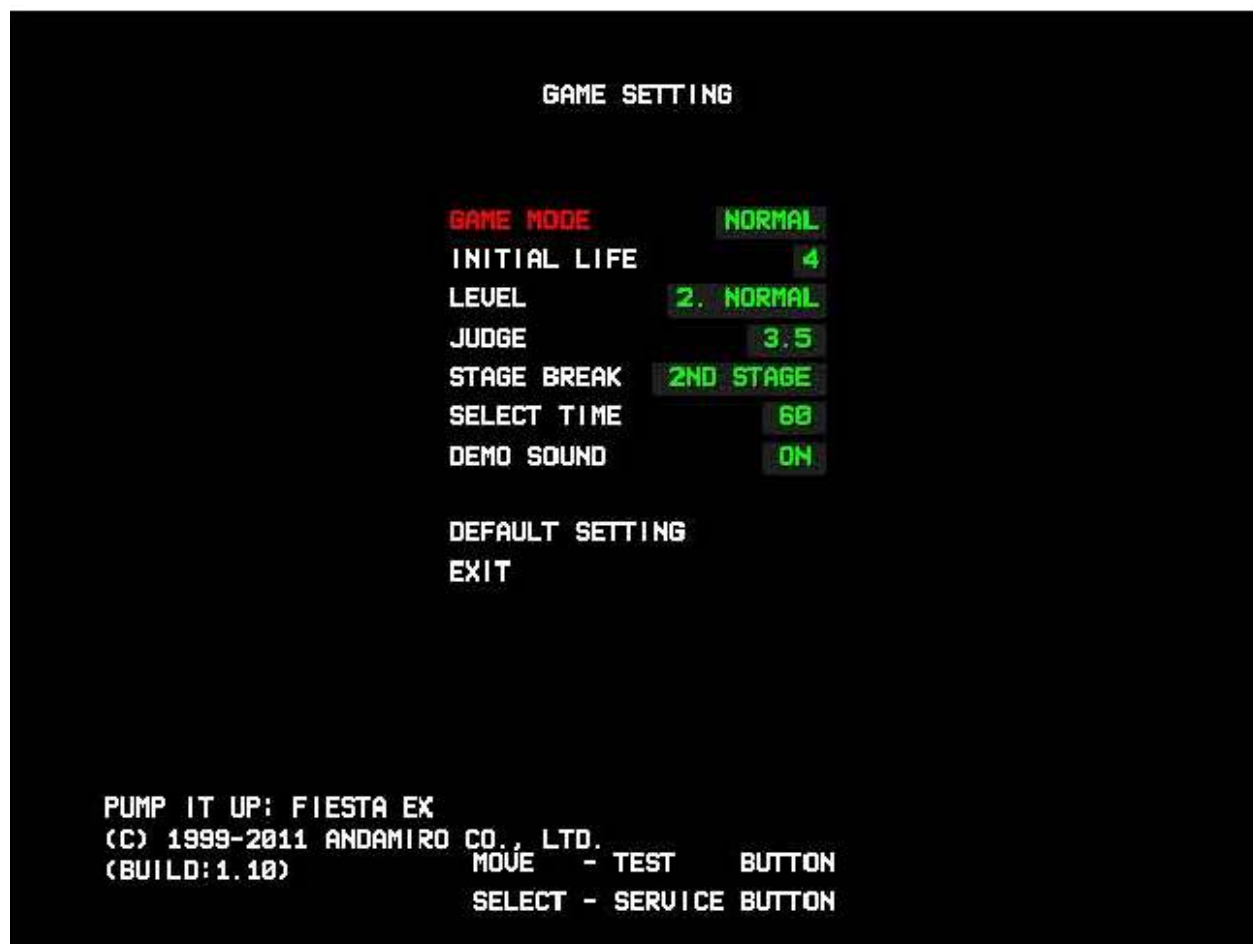 GAME SETTING
GAME MODE NORMAL
INITIAL LIFE 4
LEVEL 2. NORMAL
JUDGE 3.5
STAGE BREAK 2ND STAGE
SELECT TIME 60
DEMO SOUND ON
DEFAULT SETTING
EXIT
PUMP IT UP: FIESTA EX
(C) 1999-2011 ANDAMIRO CO., LTD.
(BUILD:1.10)
MOVE - TEST BUTTON
SELECT - SERVICE BUTTON